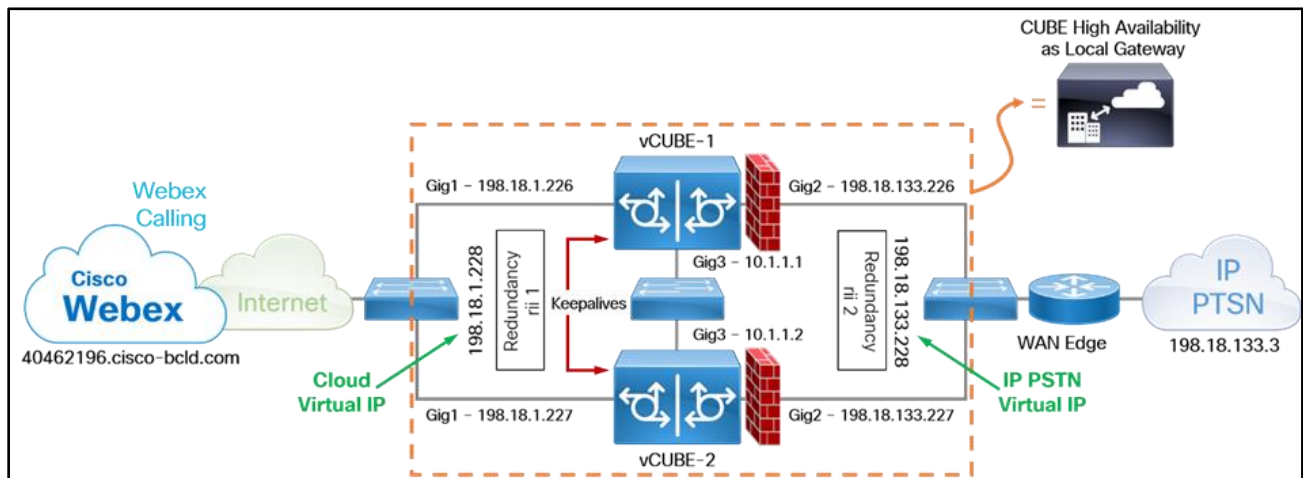 CUBE High Availability
as Local Gateway
=
vCUBE-1
Webex
Calling
Gig1 - 198.18.1.226
Gig2 - 198.18.133.226
Cisco
Webex
Internet
198.18.1.228
Redundancy
rii 1
Keepalives
Gig3 - 10.1.1.1
Gig3 - 10.1.1.2
Redundancy
rii 2
198.18.133.228
IP
PTSN
WAN Edge
40462196.cisco-bcld.com
198.18.133.3
Cloud
Virtual IP
IP PSTN
Virtual IP
Gig1 - 198.18.1.227
Gig2 - 198.18.133.227
vCUBE-2